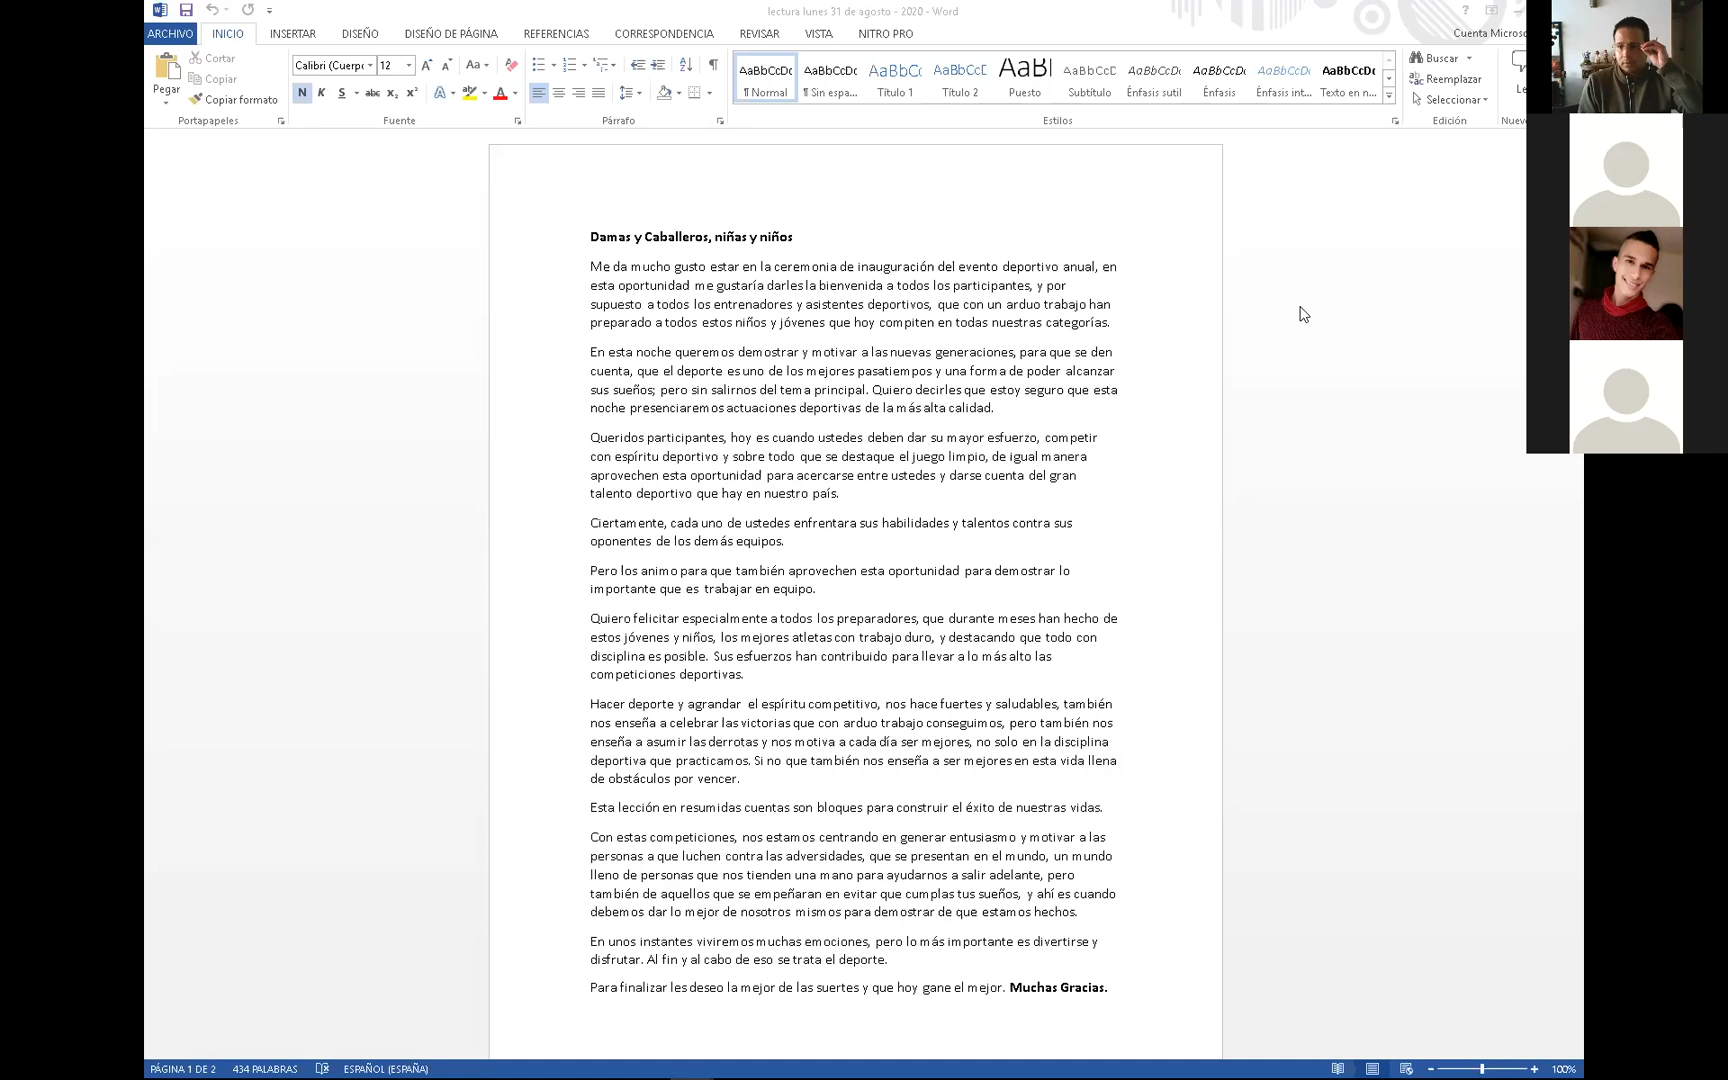 lectura lunes 31 de agosto - 2020 - Word
ARCHIVO INICIO INSERTAR DISEÑO DISEÑO DE PÁGINA REFERENCIAS CORRESPONDENCIA REVISAR VISTA NITRO PRO
Pegar
Cortar
Copiar
Copiar formato
Portapapeles
Calibri (Cuerpo 12
Aa
N K S abc x₂ x² A A
Fuente
Párrafo
AaBbCcDc AaBbCcDc AaBbCc AaBbCcD AaBl AaBbCcD AaBbCcDc AaBbCcDc AaBbCcDc AaBbCcDc
¶ Normal ¶ Sin espa... Título 1 Título 2 Puesto Subtítulo Énfasis sutil Énfasis Énfasis int... Texto en n...
Estilos
Buscar
Reemplazar
Seleccionar
Edición
Damas y Caballeros, niñas y niños
Me da mucho gusto estar en la ceremonia de inauguración del evento deportivo anual, en
esta oportunidad me gustaría darles la bienvenida a todos los participantes, y por
supuesto a todos los entrenadores y asistentes deportivos, que con un arduo trabajo han
preparado a todos estos niños y jóvenes que hoy compiten en todas nuestras categorías.
En esta noche queremos demostrar y motivar a las nuevas generaciones, para que se den
cuenta, que el deporte es uno de los mejores pasatiempos y una forma de poder alcanzar
sus sueños; pero sin salirnos del tema principal. Quiero decirles que estoy seguro que esta
noche presenciaremos actuaciones deportivas de la más alta calidad.
Queridos participantes, hoy es cuando ustedes deben dar su mayor esfuerzo, competir
con espíritu deportivo y sobre todo que se destaque el juego limpio, de igual manera
aprovechen esta oportunidad para acercarse entre ustedes y darse cuenta del gran
talento deportivo que hay en nuestro país.
Ciertamente, cada uno de ustedes enfrentara sus habilidades y talentos contra sus
oponentes de los demás equipos.
Pero los animo para que también aprovechen esta oportunidad para demostrar lo
importante que es trabajar en equipo.
Quiero felicitar especialmente a todos los preparadores, que durante meses han hecho de
estos jóvenes y niños, los mejores atletas con trabajo duro, y destacando que todo con
disciplina es posible. Sus esfuerzos han contribuido para llevar a lo más alto las
competiciones deportivas.
Hacer deporte y agrandar el espíritu competitivo, nos hace fuertes y saludables, también
nos enseña a celebrar las victorias que con arduo trabajo conseguimos, pero también nos
enseña a asumir las derrotas y nos motiva a cada día ser mejores, no solo en la disciplina
deportiva que practicamos. Si no que también nos enseña a ser mejores en esta vida llena
de obstáculos por vencer.
Esta lección en resumidas cuentas son bloques para construir el éxito de nuestras vidas.
Con estas competiciones, nos estamos centrando en generar entusiasmo y motivar a las
personas a que luchen contra las adversidades, que se presentan en el mundo, un mundo
lleno de personas que nos tienden una mano para ayudarnos a salir adelante, pero
también de aquellos que se empeñaran en evitar que cumplas tus sueños, y ahí es cuando
debemos dar lo mejor de nosotros mismos para demostrar de que estamos hechos.
En unos instantes viviremos muchas emociones, pero lo más importante es divertirse y
disfrutar. Al fin y al cabo de eso se trata el deporte.
Para finalizar les deseo la mejor de las suertes y que hoy gane el mejor. Muchas Gracias.
PÁGINA 1 DE 2 434 PALABRAS ESPAÑOL (ESPAÑA) 100%